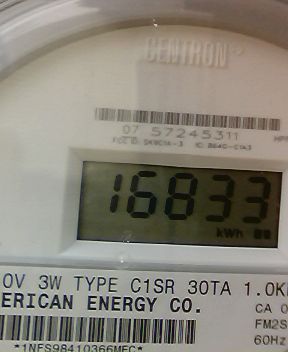 CENTRON
07 57245311
16833
kWh
0V 3W TYPE C1SR 30TA 1.0K
ERICAN ENERGY CO.
CA 0
FM2S
60Hz
*1NFS98410366MEC*